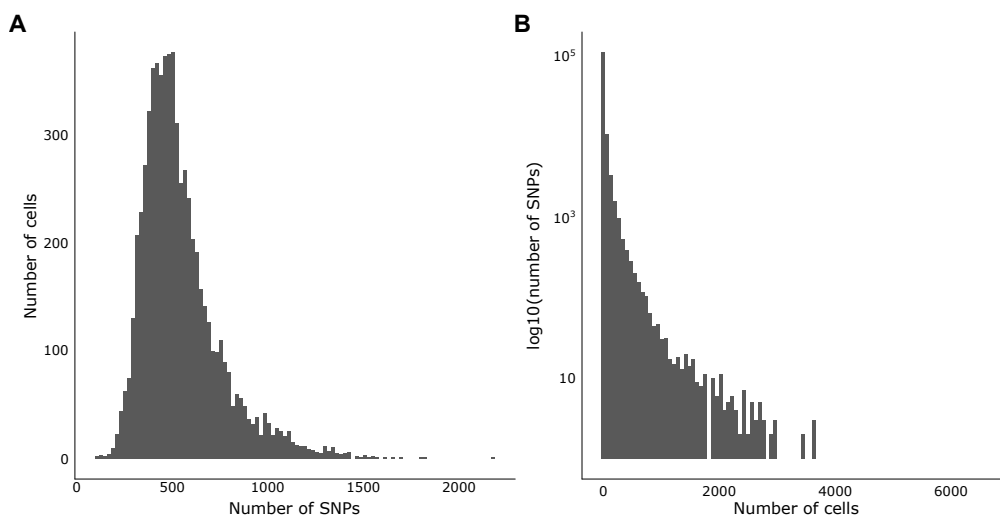 A
Number of cells
300
200
100
0
0 500 1000 1500 2000
Number of SNPs
B
log10(number of SNPs)
10⁵
10³
10
0 2000 4000 6000
Number of cells